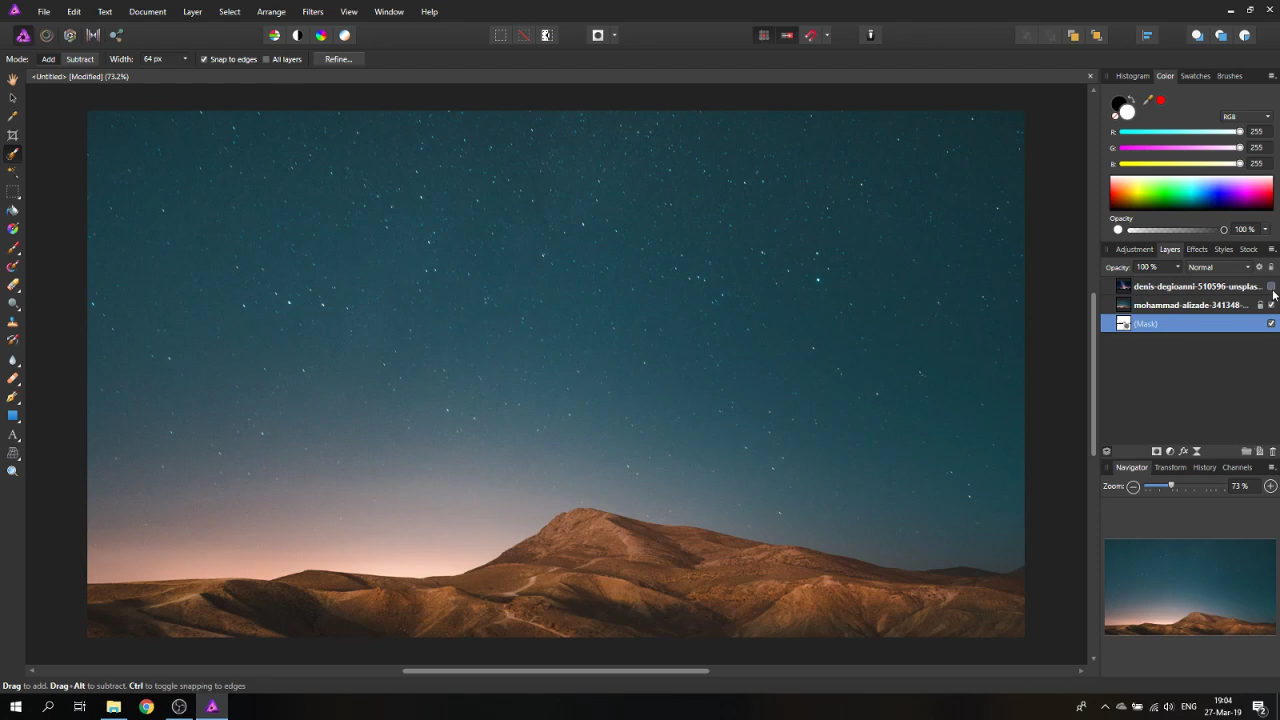 File Edit Text Document Layer Select Arrange Filters View Window Help
Mode: Add Subtract Width: 64 px Snap to edges All layers Refine...
<Untitled> [Modified] (73.2%)
Histogram Color Swatches Brushes
RGB
R: 255
G: 255
B: 255
Opacity
100 %
Adjustment Layers Effects Styles Stock
Opacity: 100 % Normal
denis-degioanni-510596-unsplas...
mohammad-alizade-341348-...
(Mask)
Navigator Transform History Channels
Zoom: 73 %
Drag to add. Drag+Alt to subtract. Ctrl to toggle snapping to edges
ENG
19:04
27-Mar-19
2